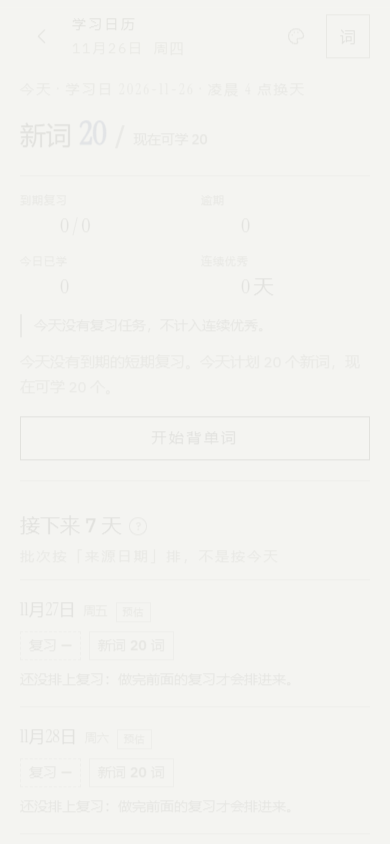 学习日历
11月26日 周四
词
今天 · 学习日 2026-11-26 · 凌晨 4 点换天
新词 20 / 现在可学 20
到期复习 逾期
0/0 0
今日已学 连续优秀
0 0天
今天没有复习任务，不计入连续优秀。
今天没有到期的短期复习。今天计划 20 个新词，现
在可学 20 个。
开始背单词
接下来 7 天 ?
批次按「来源日期」排，不是按今天
11月27日 周五 预估
复习 — 新词 20 词
还没排上复习：做完前面的复习才会排进来。
11月28日 周六 预估
复习 — 新词 20 词
还没排上复习：做完前面的复习才会排进来。